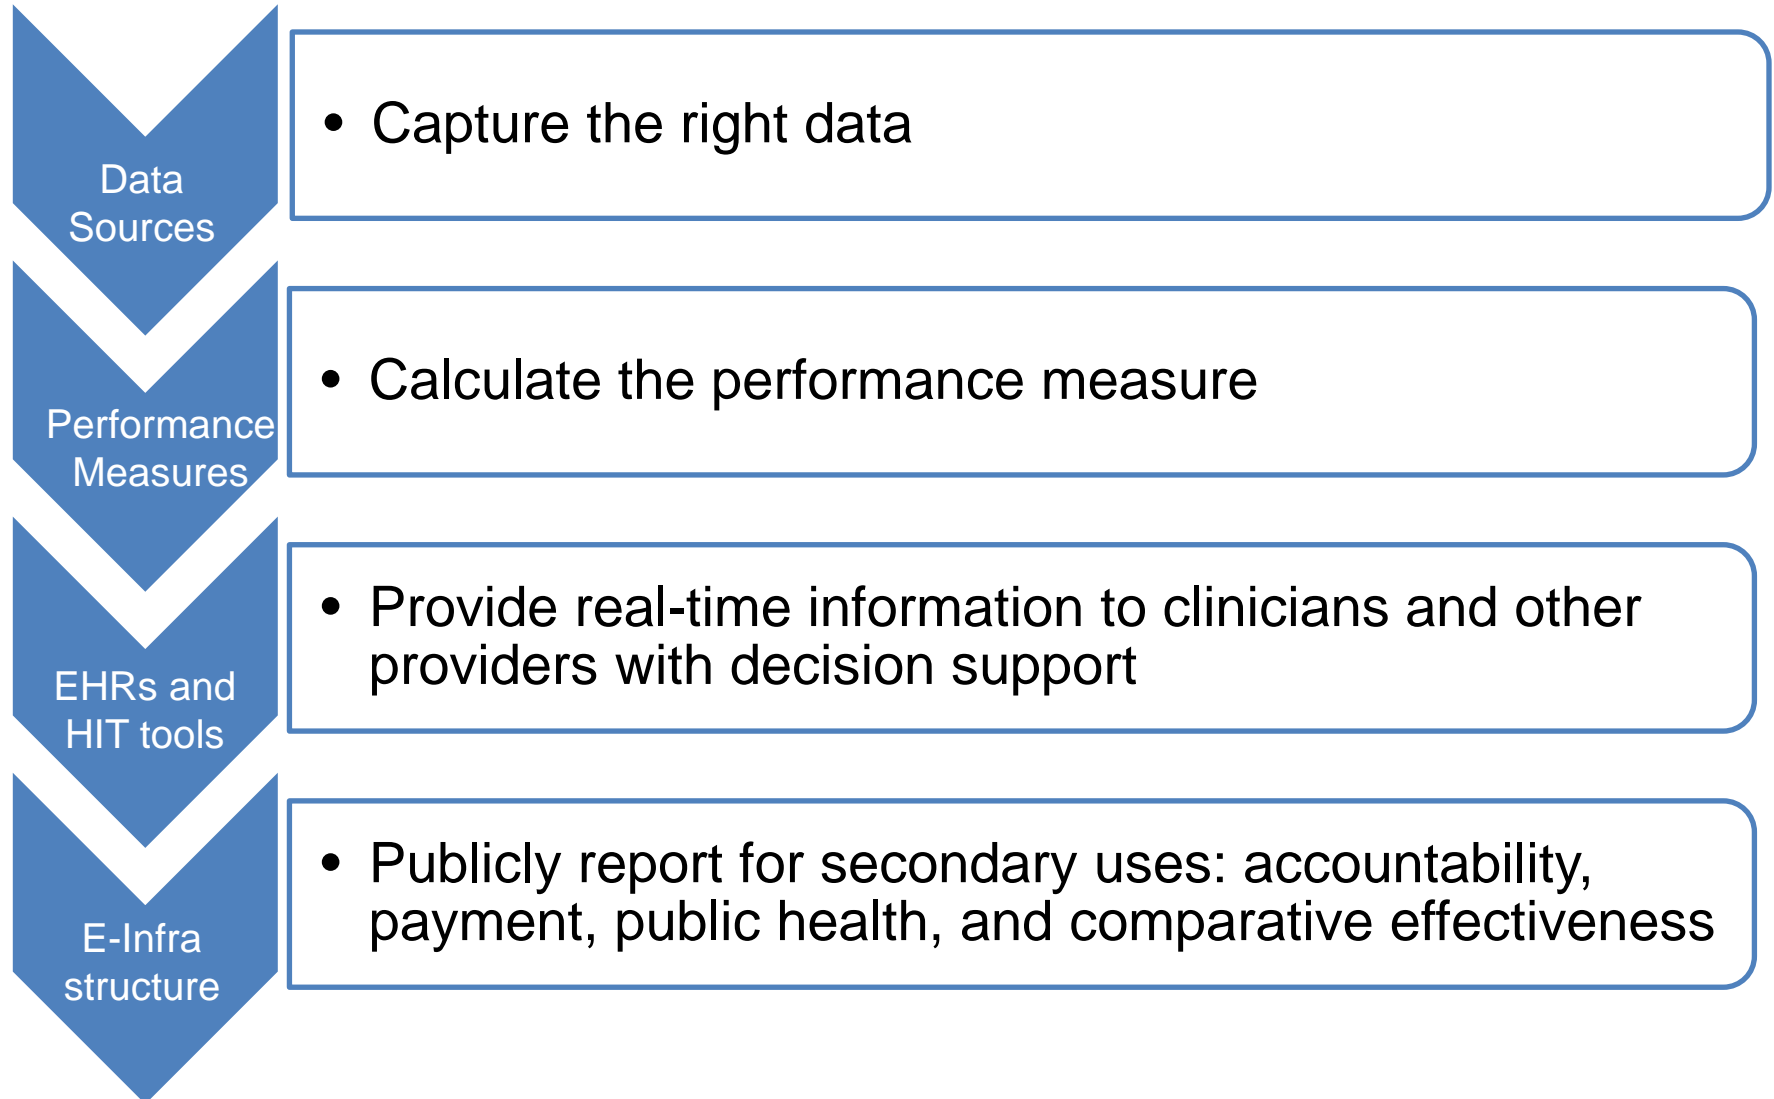 Data
Sources
• Capture the right data
Performance
Measures
• Calculate the performance measure
EHRs and
HIT tools
• Provide real-time information to clinicians and other
providers with decision support
E-Infra
structure
• Publicly report for secondary uses: accountability,
payment, public health, and comparative effectiveness